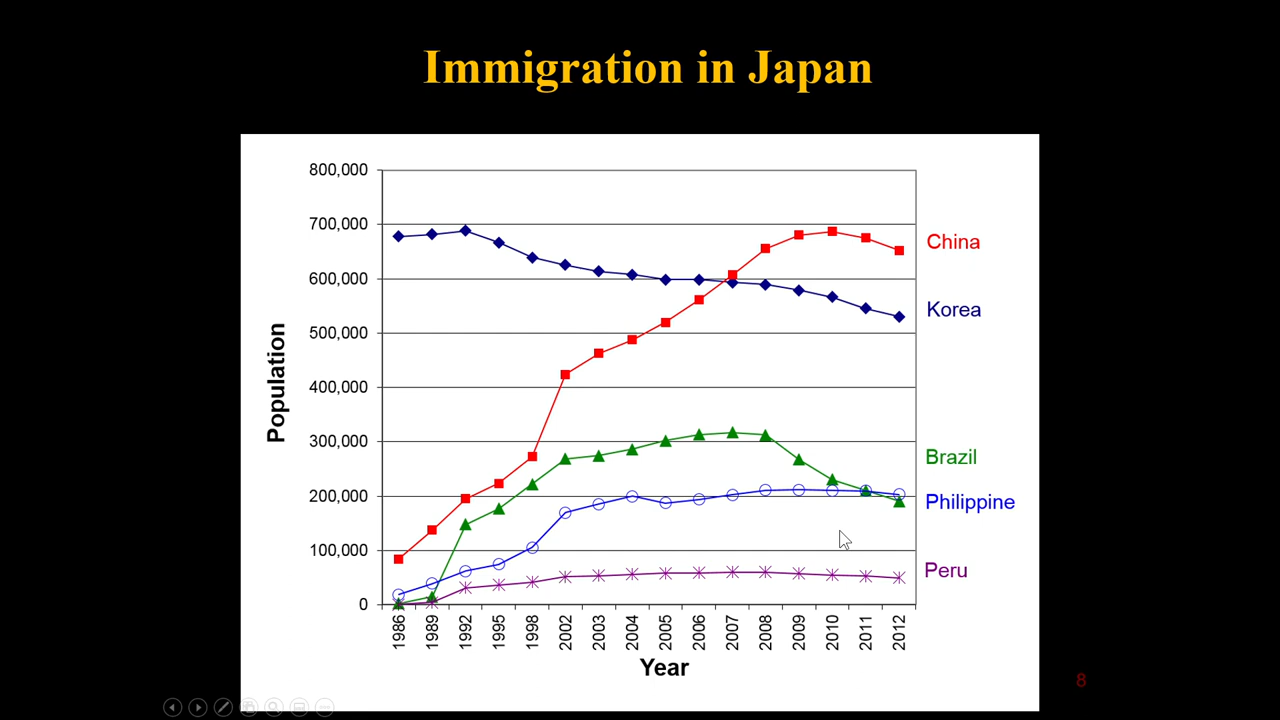 Immigration in Japan
800,000
700,000
600,000
500,000
400,000
300,000
200,000
100,000
0
Population
China
Korea
Brazil
Philippine
Peru
1986 1989 1992 1995 1998 2002 2003 2004 2005 2006 2007 2008 2009 2010 2011 2012
Year
8